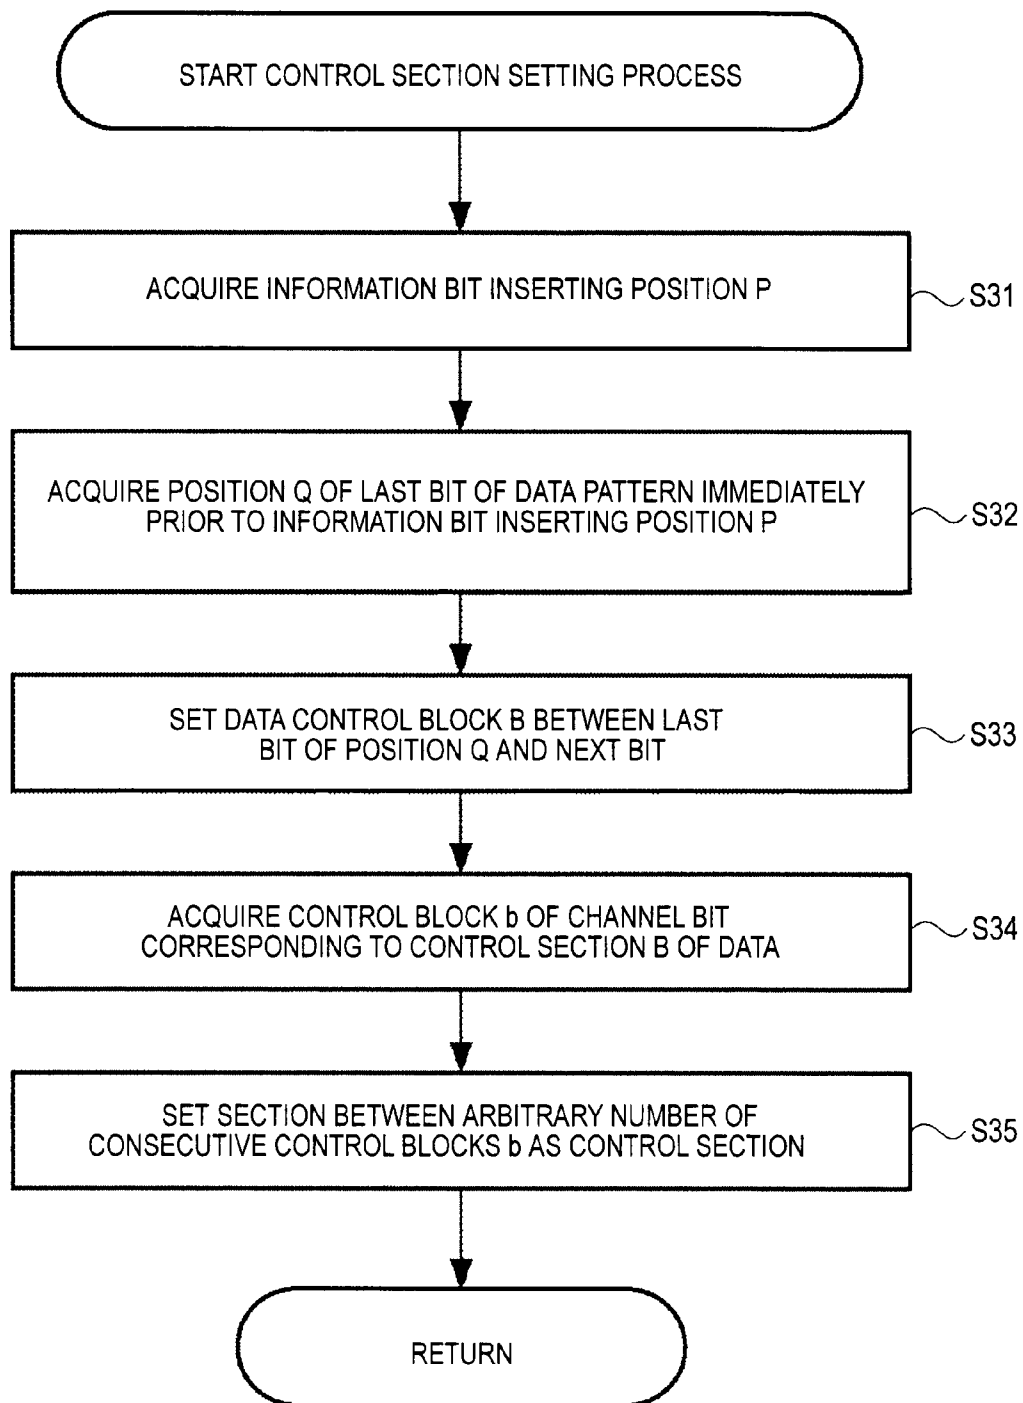 START CONTROL SECTION SETTING PROCESS
ACQUIRE INFORMATION BIT INSERTING POSITION P
S31
ACQUIRE POSITION Q OF LAST BIT OF DATA PATTERN IMMEDIATELY
PRIOR TO INFORMATION BIT INSERTING POSITION P
S32
SET DATA CONTROL BLOCK B BETWEEN LAST
BIT OF POSITION Q AND NEXT BIT
S33
ACQUIRE CONTROL BLOCK b OF CHANNEL BIT
CORRESPONDING TO CONTROL SECTION B OF DATA
S34
SET SECTION BETWEEN ARBITRARY NUMBER OF
CONSECUTIVE CONTROL BLOCKS b AS CONTROL SECTION
S35
RETURN